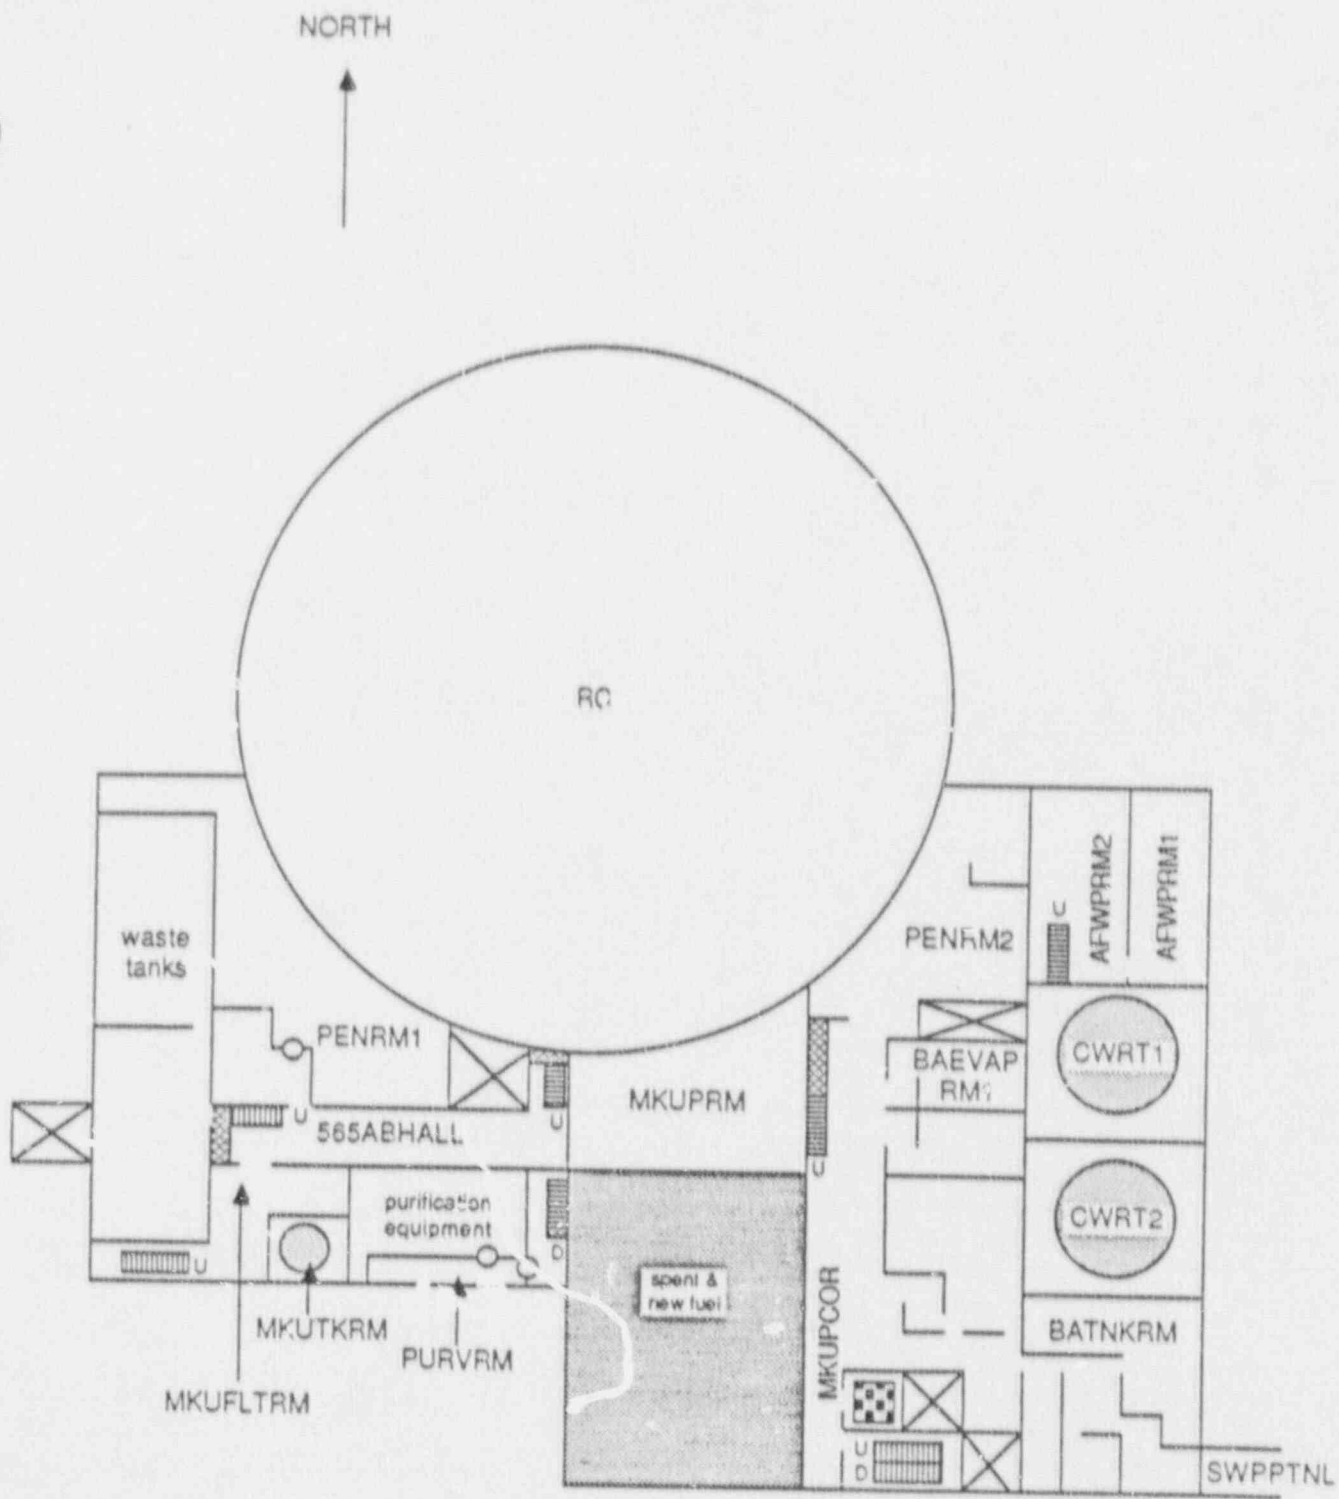 NORTH
RC
waste
tanks
PENRM1
565ABHALL
U
U
MKUPRM
U
PENRM2
U
AFWPRM2
AFWPRM1
CWRT1
BAEVAP
CWRT2
purification
equipment
D
U
spent &
new fuel
MKUTKRM
PURVRM
MKUFLTRM
MKUPCOR
BATNKRM
U
D
SWPPTNL